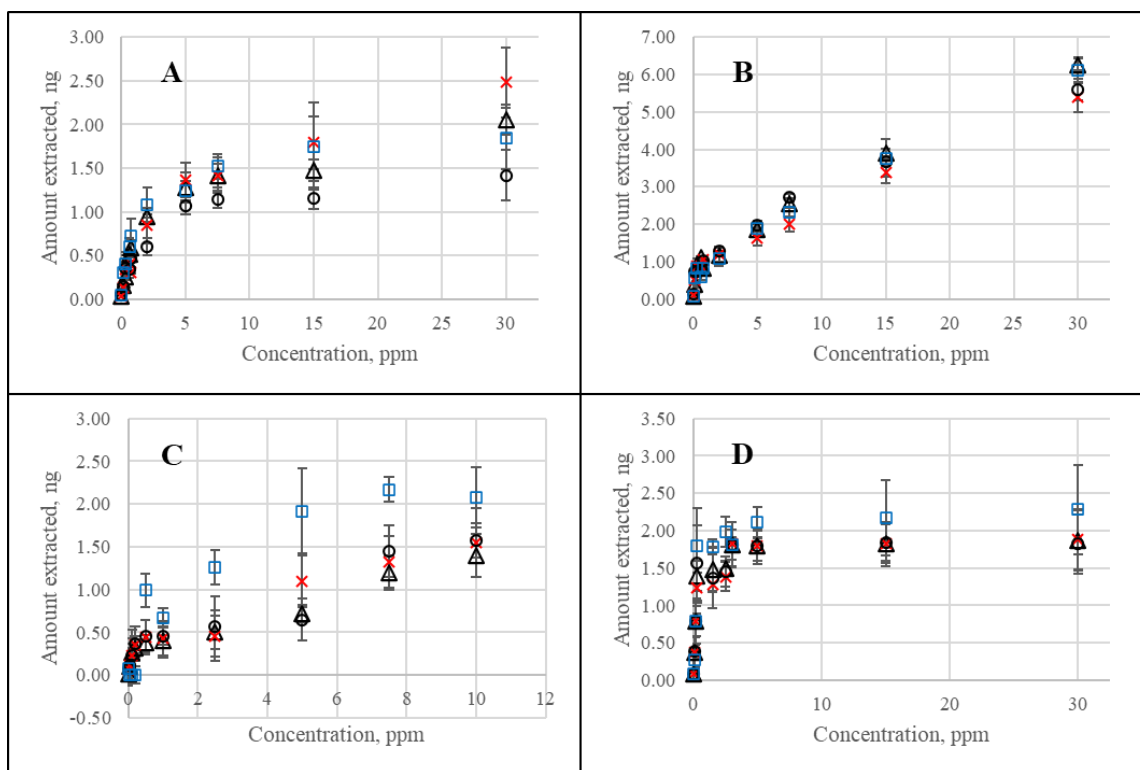 A
Amount extracted, ng
3.00
2.50
2.00
1.50
1.00
0.50
0.00
0 5 10 15 20 25 30
Concentration, ppm
B
Amount extracted, ng
7.00
6.00
5.00
4.00
3.00
2.00
1.00
0.00
0 5 10 15 20 25 30
Concentration, ppm
C
Amount extracted, ng
3.00
2.50
2.00
1.50
1.00
0.50
0.00
-0.50
0 2 4 6 8 10 12
Concentration, ppm
D
Amount extracted, ng
3.50
3.00
2.50
2.00
1.50
1.00
0.50
0.00
0 5 10 15 20 25 30
Concentration, ppm